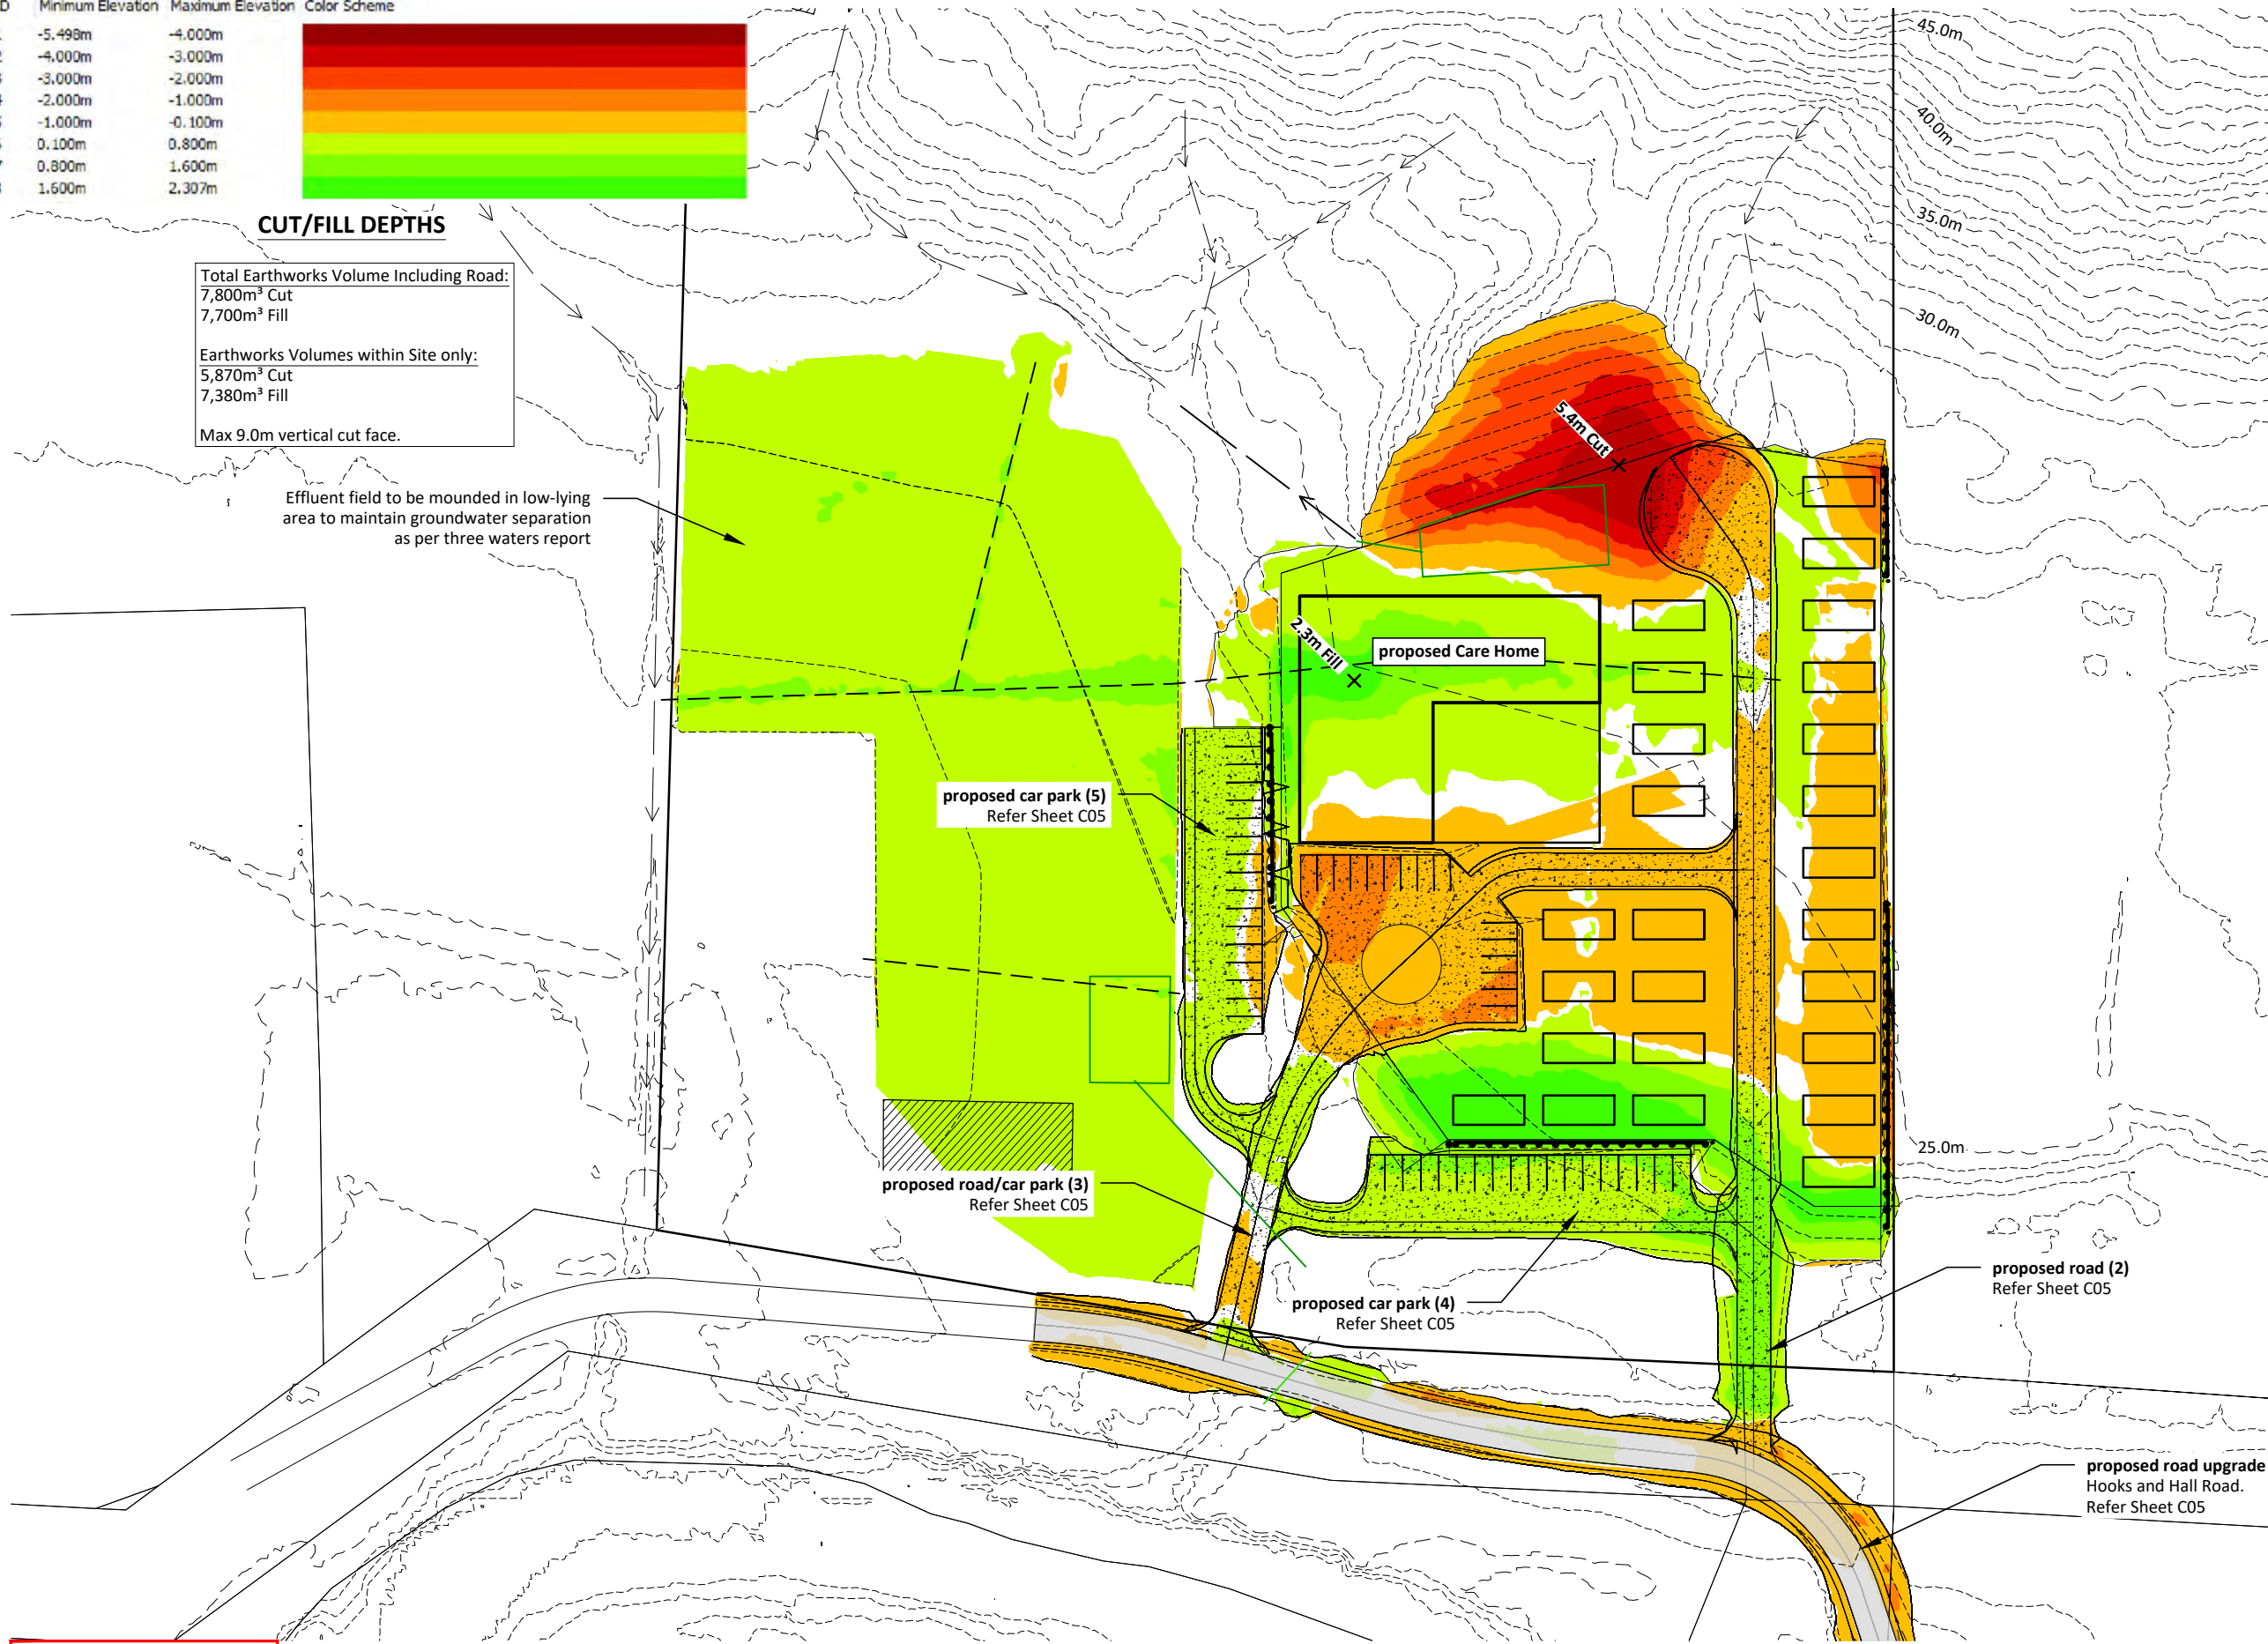 Minimum Elevation Maximum Elevation Color Scheme
-5.498m -4.000m
-4.000m -3.000m
-3.000m -2.000m
-2.000m -1.000m
-1.000m -0.100m
0.100m 0.800m
0.800m 1.600m
1.600m 2.307m
CUT/FILL DEPTHS
Total Earthworks Volume Including Road:
7,800m³ Cut
7,700m³ Fill
Earthworks Volumes within Site only:
5,870m³ Cut
7,380m³ Fill
Max 9.0m vertical cut face.
Effluent field to be mounded in low-lying
area to maintain groundwater separation
as per three waters report
45.0m
40.0m
35.0m
30.0m
5.4m Cut
2.3m Fill
proposed Care Home
proposed car park (5)
Refer Sheet C05
25.0m
proposed road/car park (3)
Refer Sheet C05
proposed car park (4)
Refer Sheet C05
proposed road (2)
Refer Sheet C05
proposed road upgrade
Hooks and Hall Road.
Refer Sheet C05